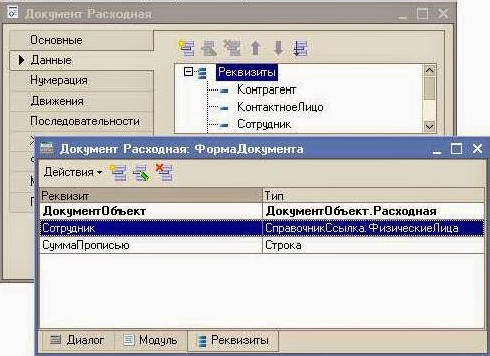 Документ Расходная
Основные
Данные
Нумерация
Движения
Последовательности
Реквизиты
Контрагент
КонтактноеЛицо
Сотрудник
Документ Расходная: ФормаДокумента
Действия
Реквизит Тип
ДокументОбъект ДокументОбъект.Расходная
Сотрудник СправочникСсылка.ФизическиеЛица
СуммаПрописью Строка
Диалог Модуль Реквизиты